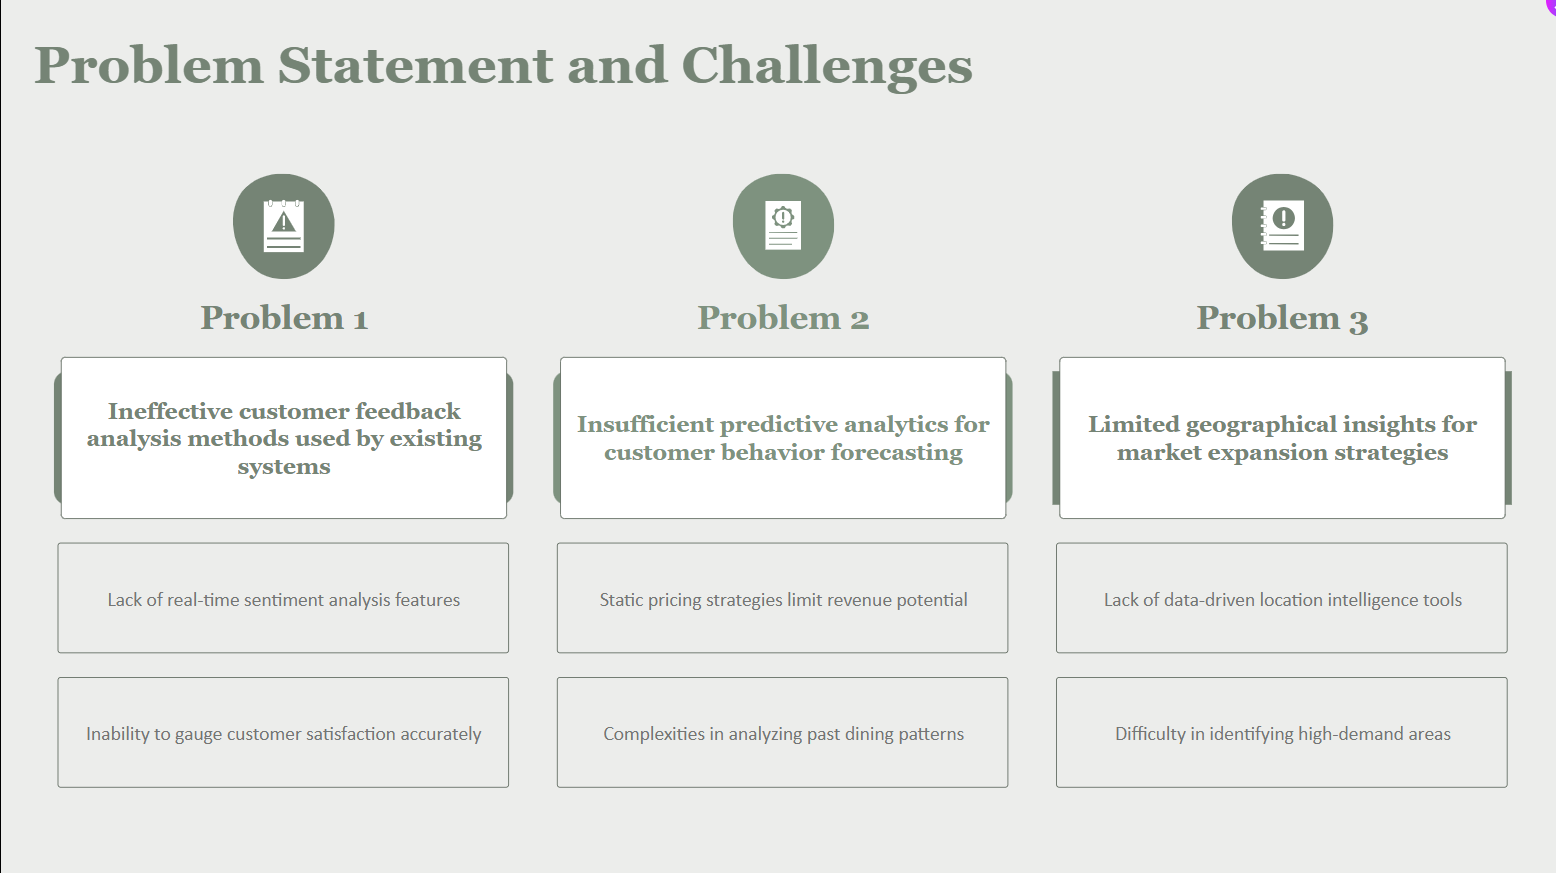 Problem Statement and Challenges
Problem 1
Ineffective customer feedback
analysis methods used by existing
systems
Lack of real-time sentiment analysis features
Inability to gauge customer satisfaction accurately
Problem 2
Insufficient predictive analytics for
customer behavior forecasting
Static pricing strategies limit revenue potential
Complexities in analyzing past dining patterns
Problem 3
Limited geographical insights for
market expansion strategies
Lack of data-driven location intelligence tools
Difficulty in identifying high-demand areas